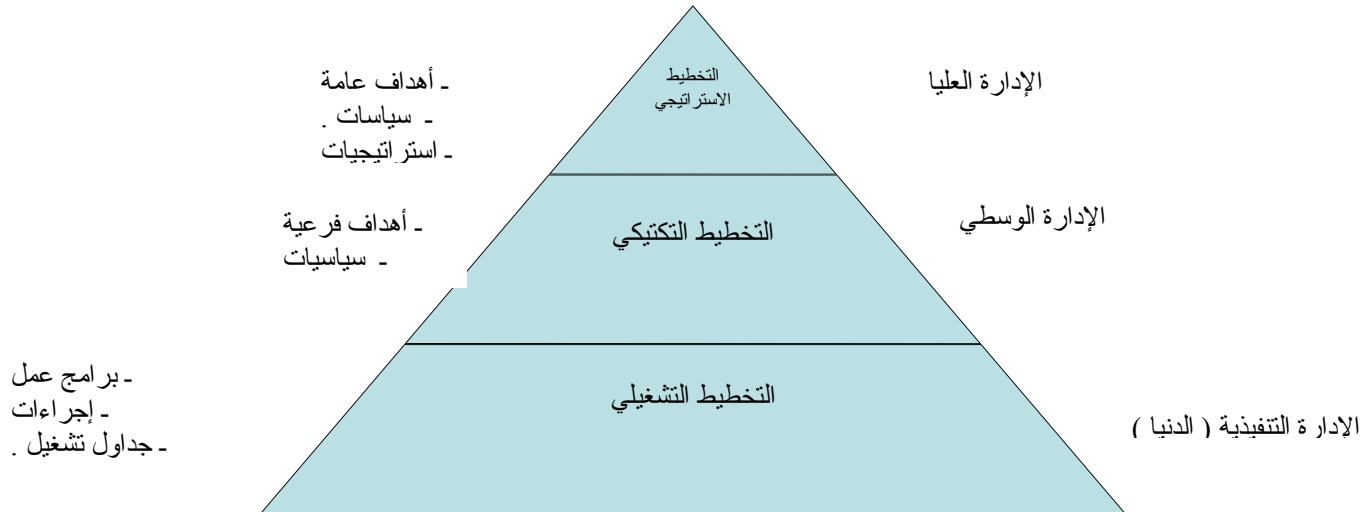 الإدارة العليا
التخطيط
الاستراتيجي
ـ أهداف عامة
ـ سياسات .
ـ استراتيجيات
الإدارة الوسطي
التخطيط التكتيكي
ـ أهداف فرعية
ـ سياسيات
الإدارة التنفيذية ( الدنيا )
التخطيط التشغيلي
ـ برامج عمل
ـ إجراءات
ـ جداول تشغيل .